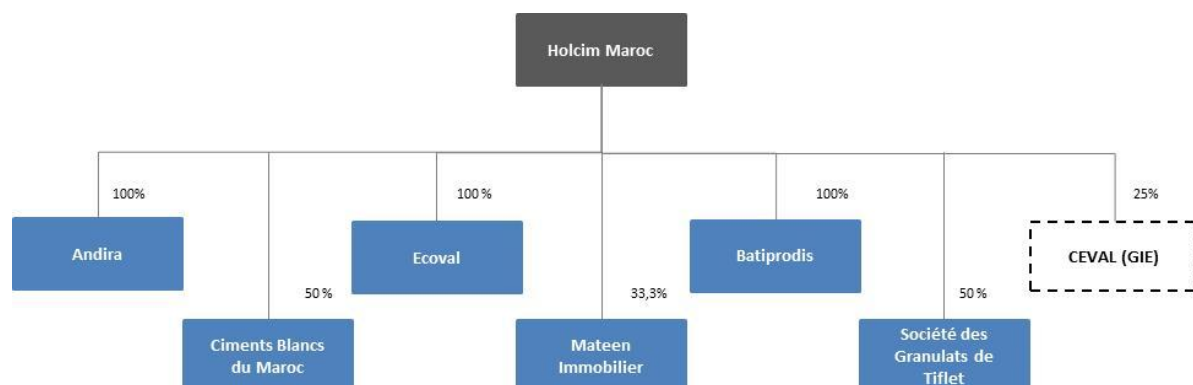 Holcim Maroc
100%
100 %
100%
25%
Andira
Ecoval
Batiprodis
CEVAL (GIE)
50 %
33,3%
50 %
Ciments Blancs
du Maroc
Mateen
Immobilier
Société des
Granulats de
Tiflet